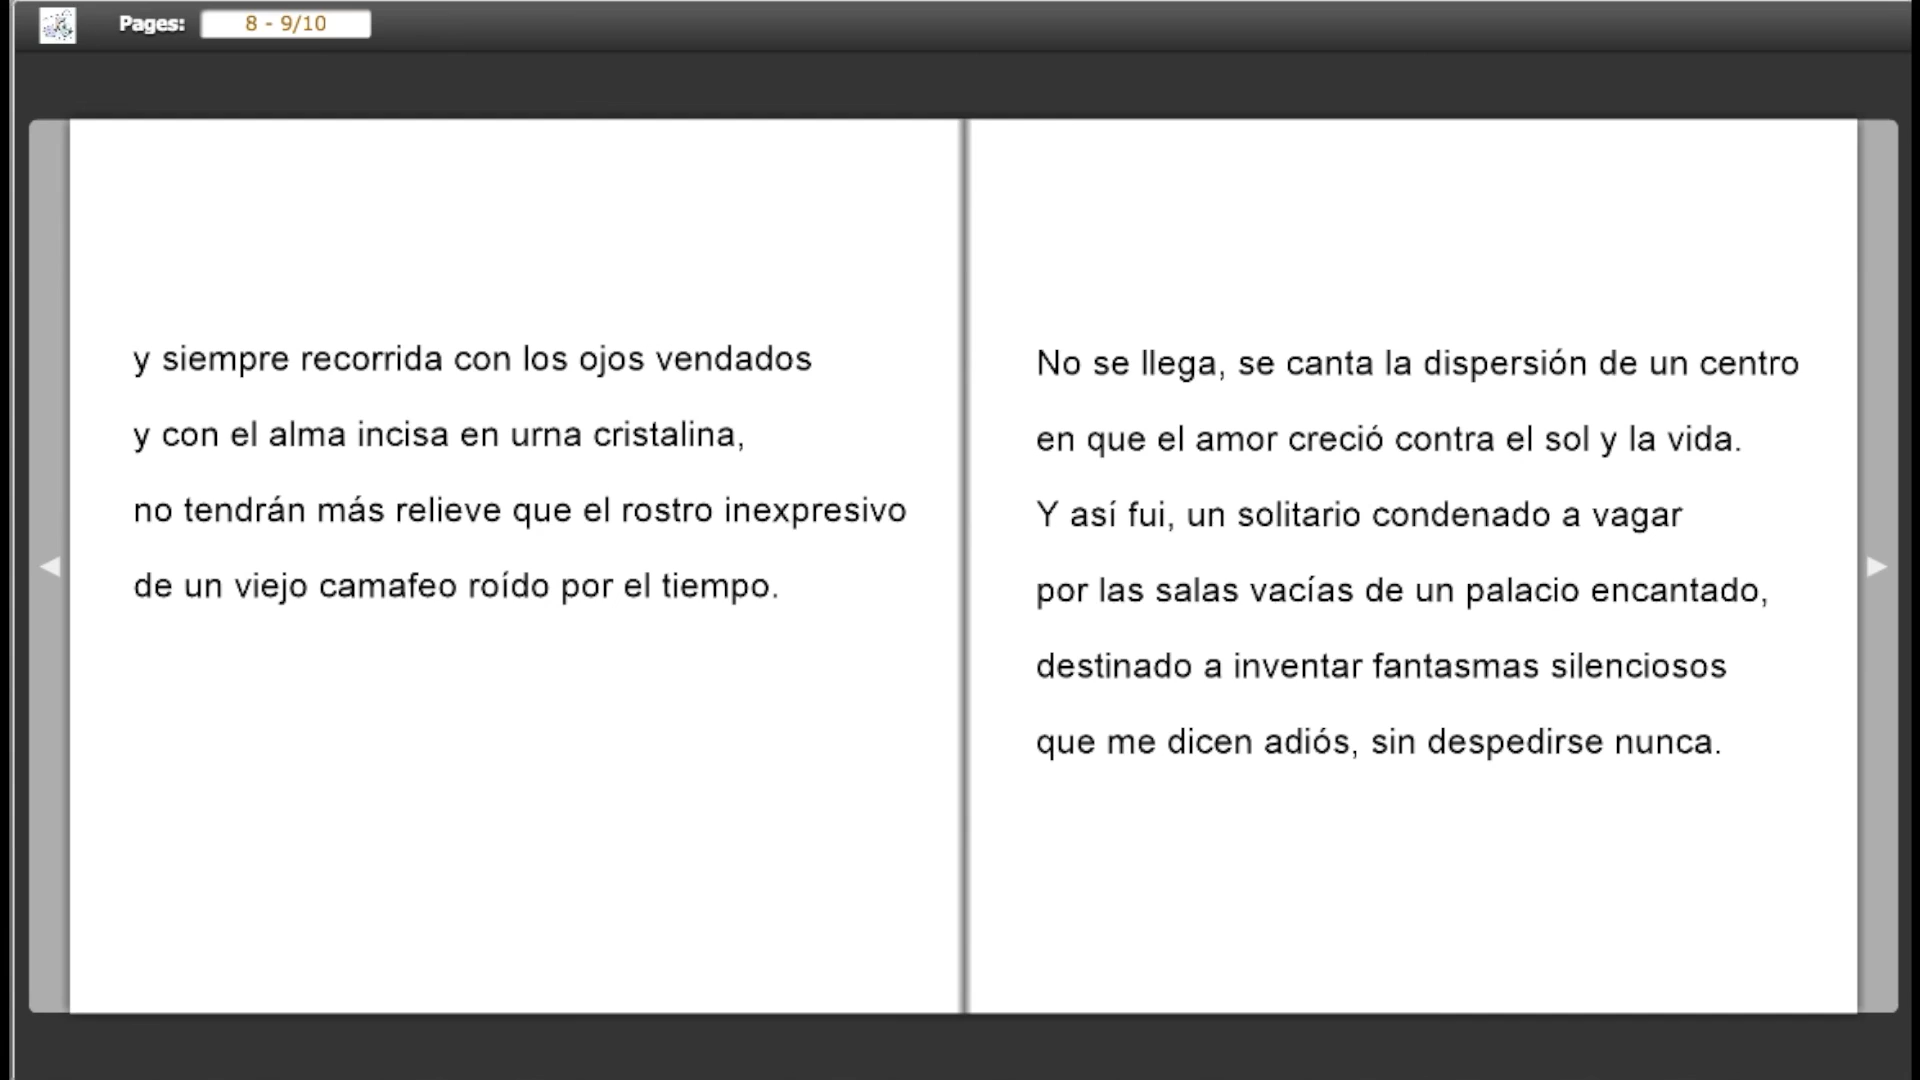 Pages: 8 - 9/10
y siempre recorrida con los ojos vendados
y con el alma incisa en urna cristalina,
no tendrán más relieve que el rostro inexpresivo
de un viejo camafeo roído por el tiempo.
No se llega, se canta la dispersión de un centro
en que el amor creció contra el sol y la vida.
Y así fui, un solitario condenado a vagar
por las salas vacías de un palacio encantado,
destinado a inventar fantasmas silenciosos
que me dicen adiós, sin despedirse nunca.